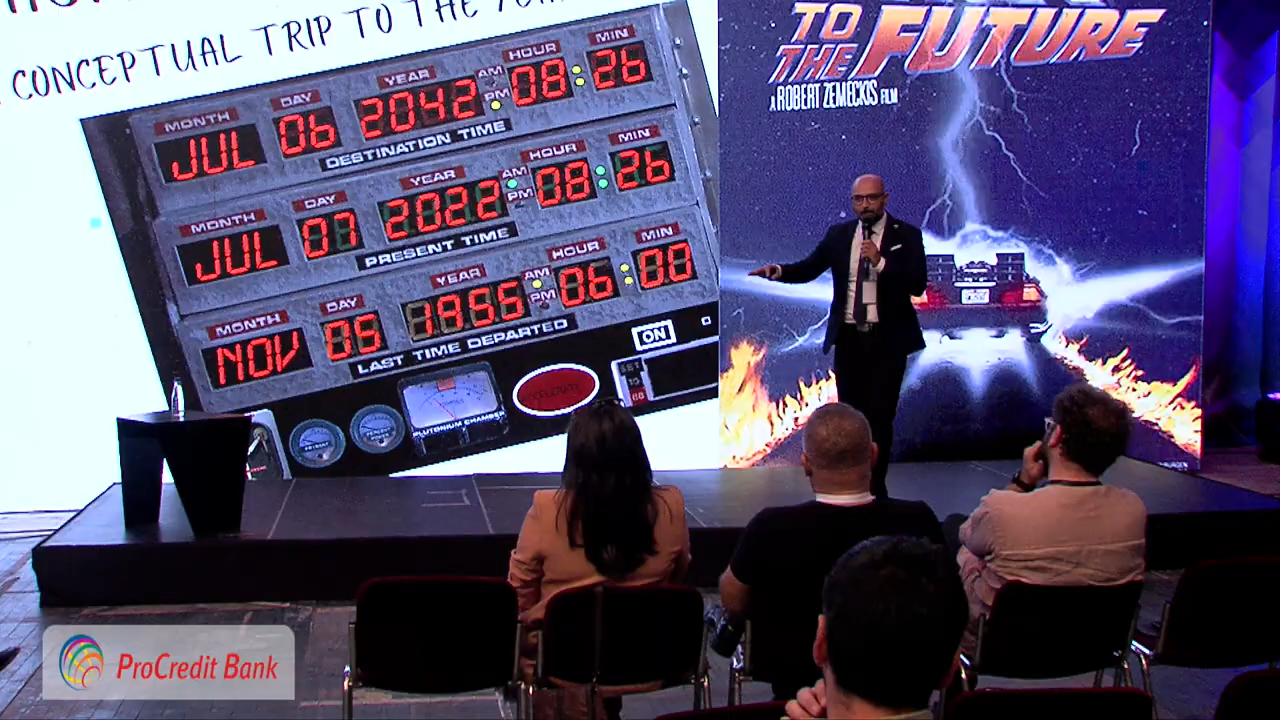 CONCEPTUAL TRIP TO THE
MONTH DAY YEAR AM HOUR MIN
JUL 06 2042 PM 08:26
DESTINATION TIME
MONTH DAY YEAR AM HOUR MIN
JUL 07 2022 PM 08:26
PRESENT TIME
MONTH DAY YEAR AM HOUR MIN
NOV 05 1955 PM 06:00
LAST TIME DEPARTED
ON
PLUTONIUM CHAMBER
TO
THE FUTURE
A ROBERT ZEMECKIS FILM
ProCredit Bank